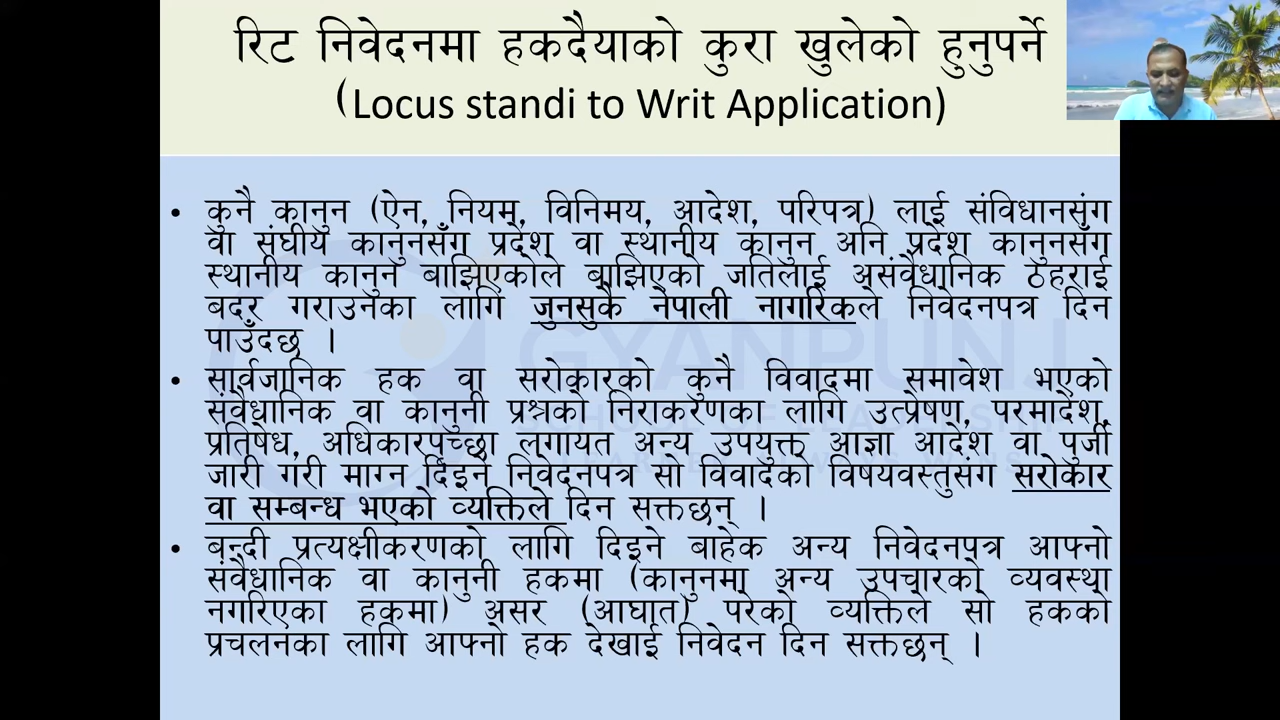 रिट निवेदनमा हकदैयाको कुरा खुलेको हुनुपर्ने
(Locus standi to Writ Application)
• कुनै कानुन (ऐन, नियम, विनिमय, आदेश, परिपत्र) लाई संविधानसंग
वा संघीय कानुनसँग प्रदेश वा स्थानीय कानुन अनि प्रदेश कानुनसँग
स्थानीय कानुन बाझिएकोले बाझिएको जतिलाई असंवैधानिक ठहराई
बदर गराउनका लागि जुनसुकै नेपाली नागरिकले निवेदनपत्र दिन
पाउँदछ ।
• सार्वजानिक हक वा सरोकारको कुनै विवादमा समावेश भएको
संवैधानिक वा कानुनी प्रश्नको निराकरणका लागि उत्प्रेषण, परमादेश,
प्रतिषेध, अधिकारपृच्छा लगायत अन्य उपयुक्त आज्ञा आदेश वा पुर्जी
जारी गरी माग्न दिइने निवेदनपत्र सो विवादको विषयवस्तुसंग सरोकार
वा सम्बन्ध भएको व्यक्तिले दिन सक्तछन् ।
• बन्दी प्रत्यक्षीकरणको लागि दिइने बाहेक अन्य निवेदनपत्र आफ्नो
संवैधानिक वा कानुनी हकमा (कानुनमा अन्य उपचारको व्यवस्था
नगरिएका हकमा) असर (आघात) परेको व्यक्तिले सो हकको
प्रचलनका लागि आफ्नो हक देखाई निवेदन दिन सक्तछन् ।
GYANPUNJ
SCHOOL OF LEADERSHIP